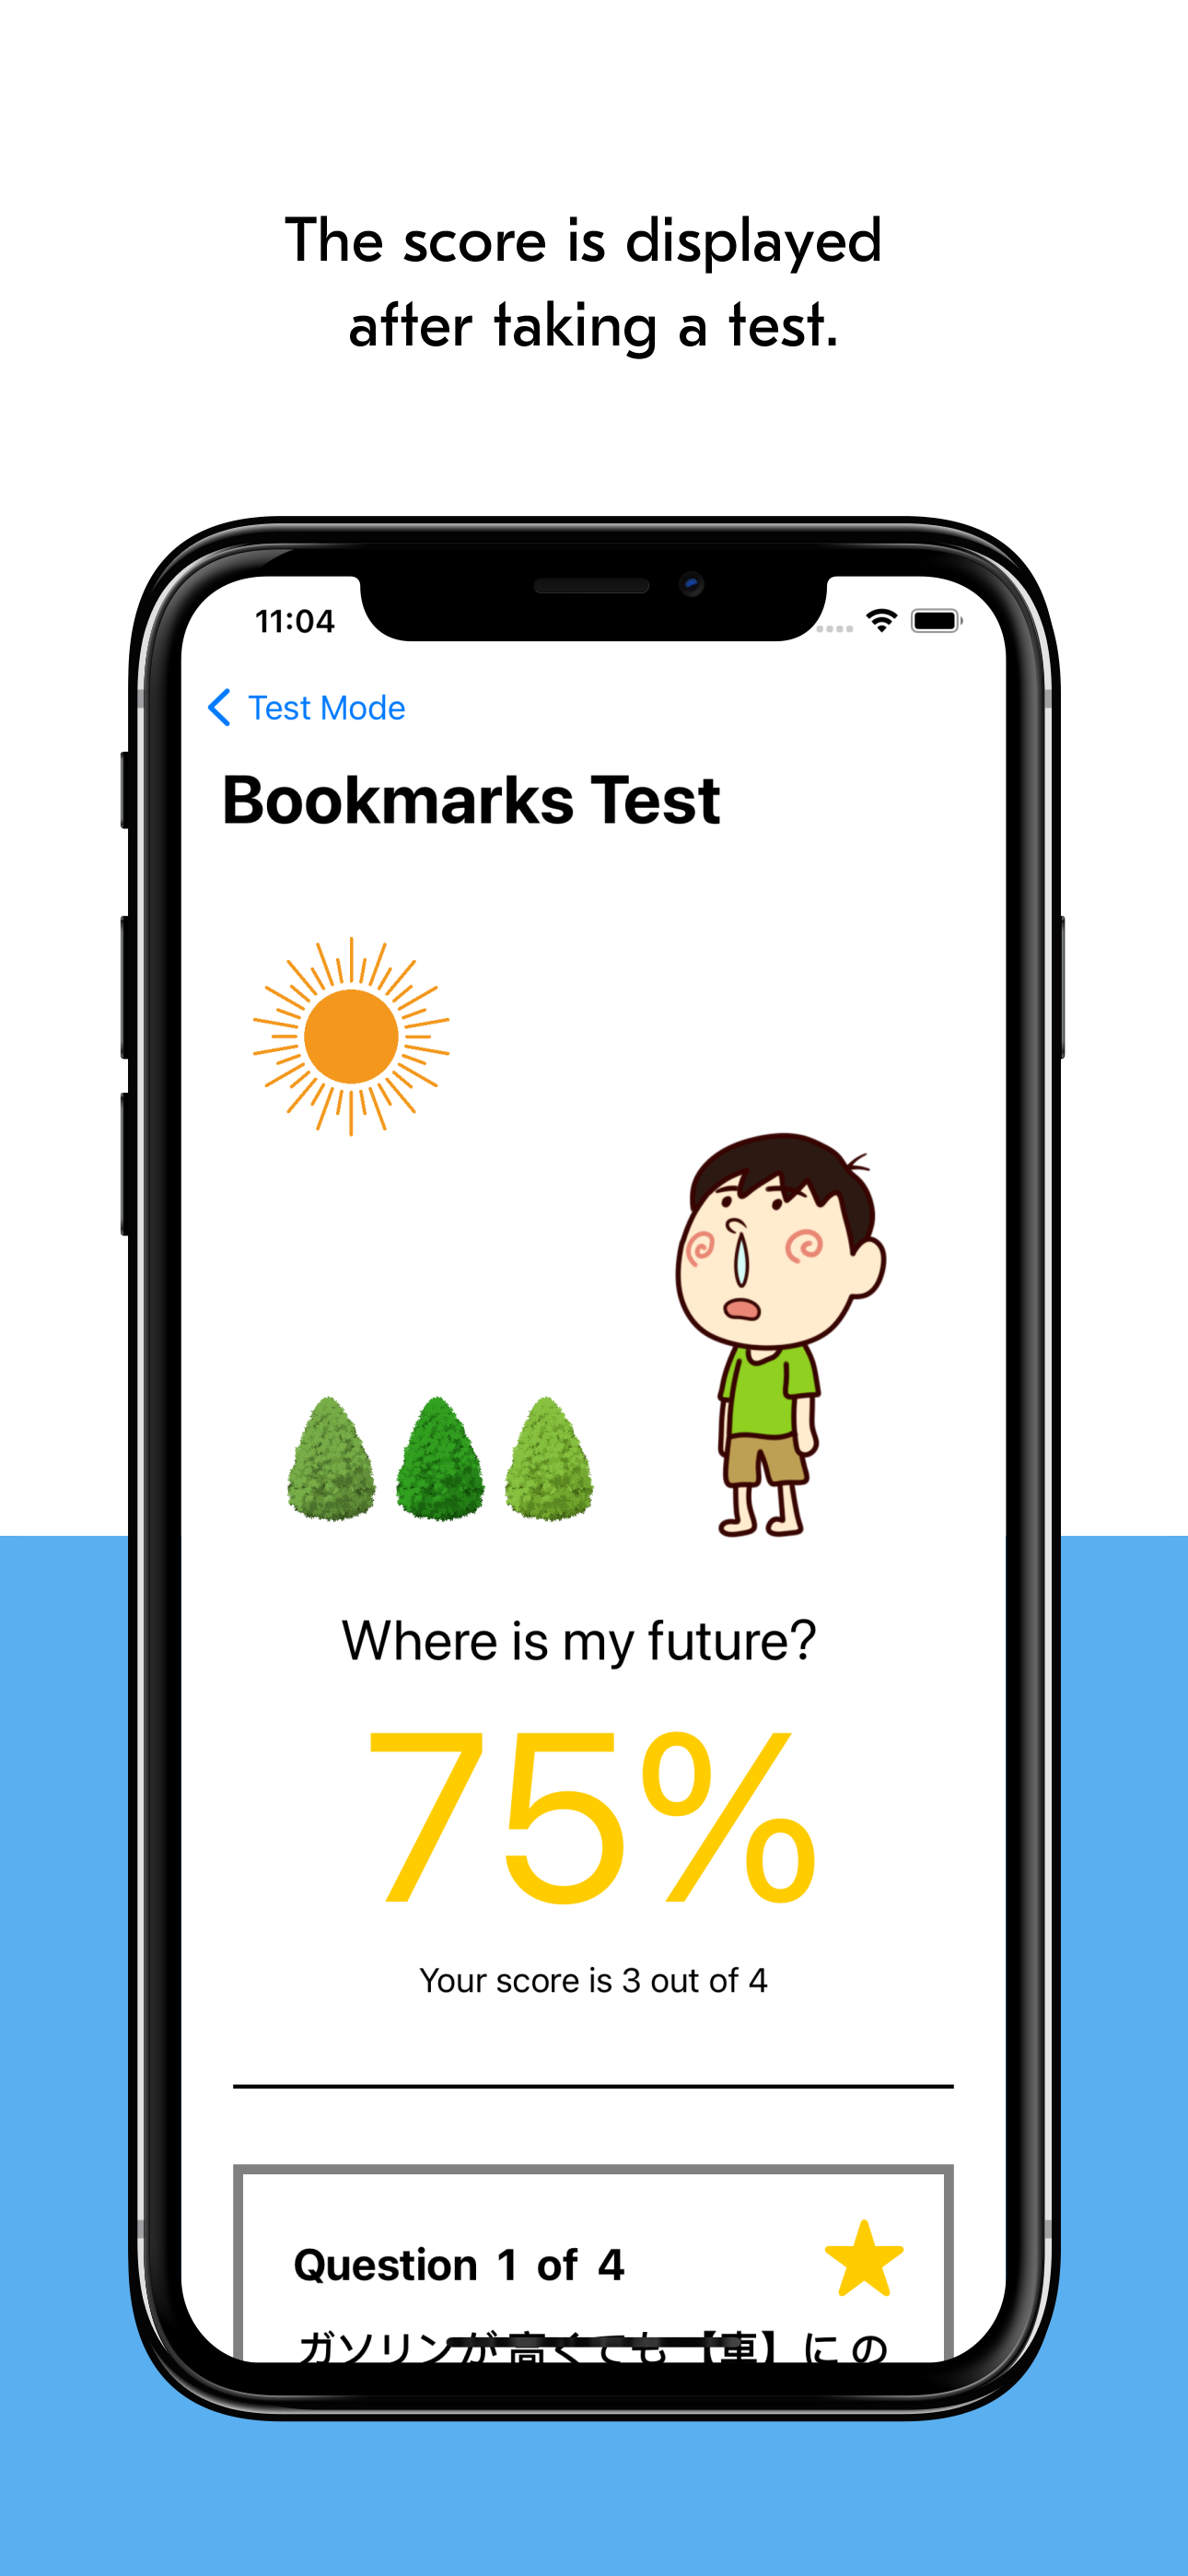 The score is displayed
after taking a test.
11:04
Test Mode
Bookmarks Test
Where is my future?
75%
Your score is 3 out of 4
Question 1 of 4
ガソリンが 高くても 【車】に の